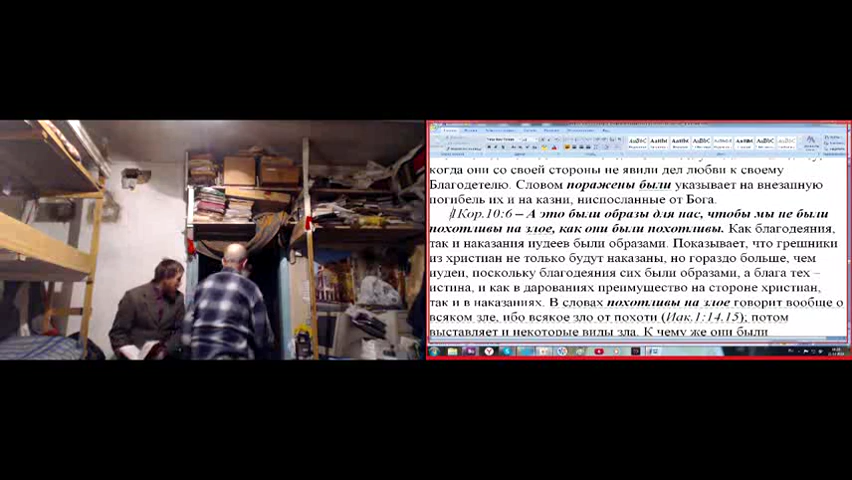 когда они со своей стороны не явили дел любви к своему
Благодетелю. Словом поражены были указывает на внезапную
погибель их и на казни, ниспосланные от Бога.
1Кор.10:6 – А это были образы для нас, чтобы мы не были
похотливы на злое, как они были похотливы. Как благодеяния,
так и наказания иудеев были образами. Показывает, что грешники
из христиан не только будут наказаны, но гораздо больше, чем
иудеи, поскольку благодеяния сих были образами, а блага тех –
истина, и как в дарованиях преимущество на стороне христиан,
так и в наказаниях. В словах похотливы на злое говорит вообще о
всяком зле, ибо всякое зло от похоти (Иак.1:14.15); потом
выставляет и некоторые виды зла. К чему же они были